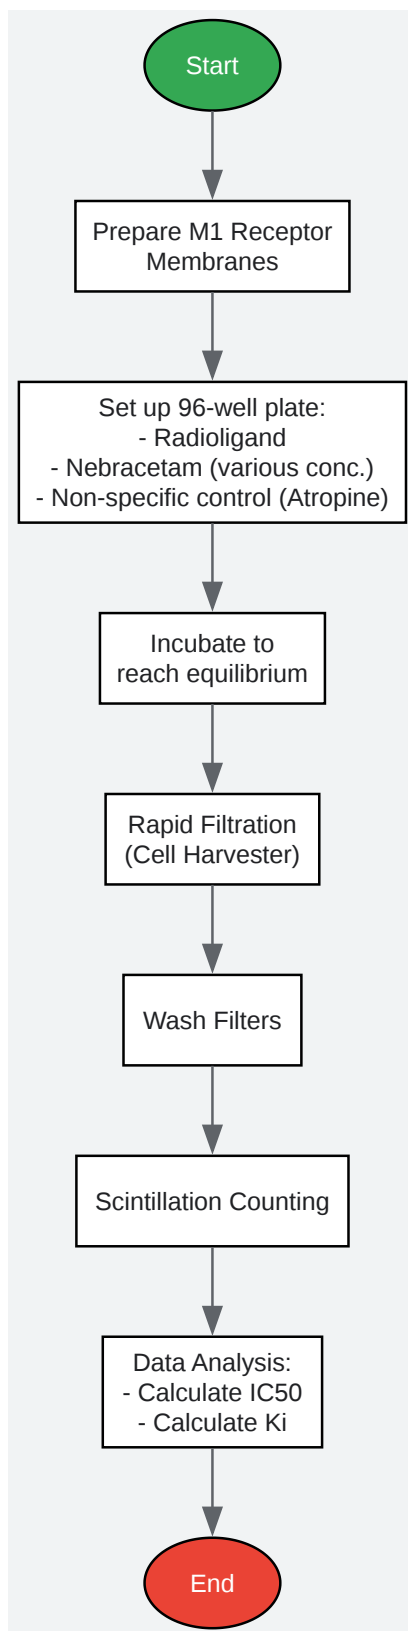 Start
Prepare M1 Receptor
Membranes
Set up 96-well plate:
- Radioligand
- Nebracetam (various conc.)
- Non-specific control (Atropine)
Incubate to
reach equilibrium
Rapid Filtration
(Cell Harvester)
Wash Filters
Scintillation Counting
Data Analysis:
- Calculate IC50
- Calculate Ki
End